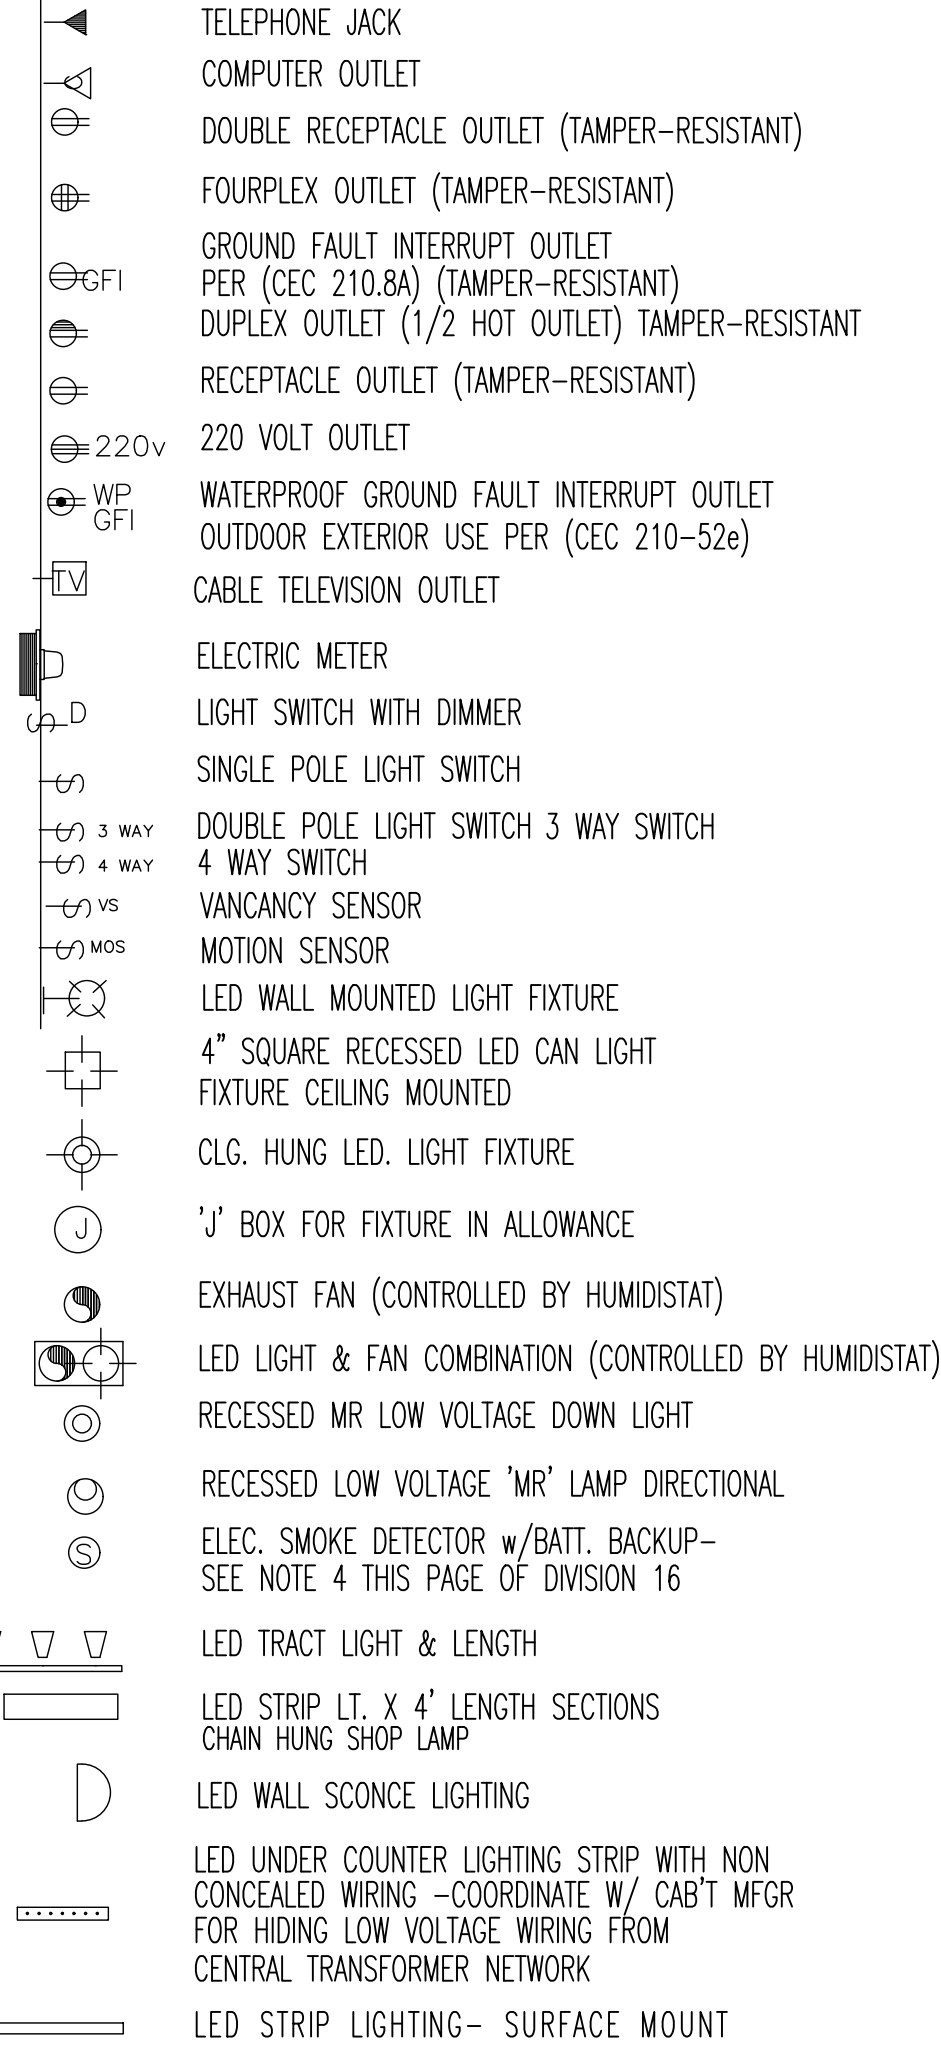 TELEPHONE JACK
COMPUTER OUTLET
DOUBLE RECEPTACLE OUTLET (TAMPER-RESISTANT)
FOURPLEX OUTLET (TAMPER-RESISTANT)
GROUND FAULT INTERRUPT OUTLET
GFI PER (CEC 210.8A) (TAMPER-RESISTANT)
DUPLEX OUTLET (1/2 HOT OUTLET) TAMPER-RESISTANT
RECEPTACLE OUTLET (TAMPER-RESISTANT)
220v 220 VOLT OUTLET
WP WATERPROOF GROUND FAULT INTERRUPT OUTLET
GFI OUTDOOR EXTERIOR USE PER (CEC 210-52e)
TV CABLE TELEVISION OUTLET
ELECTRIC METER
S D LIGHT SWITCH WITH DIMMER
S SINGLE POLE LIGHT SWITCH
S 3 WAY DOUBLE POLE LIGHT SWITCH 3 WAY SWITCH
S 4 WAY 4 WAY SWITCH
S VS VANCANCY SENSOR
S MOS MOTION SENSOR
LED WALL MOUNTED LIGHT FIXTURE
4" SQUARE RECESSED LED CAN LIGHT
FIXTURE CEILING MOUNTED
CLG. HUNG LED. LIGHT FIXTURE
J 'J' BOX FOR FIXTURE IN ALLOWANCE
EXHAUST FAN (CONTROLLED BY HUMIDISTAT)
LED LIGHT & FAN COMBINATION (CONTROLLED BY HUMIDISTAT)
RECESSED MR LOW VOLTAGE DOWN LIGHT
RECESSED LOW VOLTAGE 'MR' LAMP DIRECTIONAL
S ELEC. SMOKE DETECTOR w/BATT. BACKUP-
SEE NOTE 4 THIS PAGE OF DIVISION 16
LED TRACT LIGHT & LENGTH
LED STRIP LT. X 4' LENGTH SECTIONS
CHAIN HUNG SHOP LAMP
LED WALL SCONCE LIGHTING
LED UNDER COUNTER LIGHTING STRIP WITH NON
CONCEALED WIRING -COORDINATE W/ CAB'T MFGR
FOR HIDING LOW VOLTAGE WIRING FROM
CENTRAL TRANSFORMER NETWORK
LED STRIP LIGHTING- SURFACE MOUNT